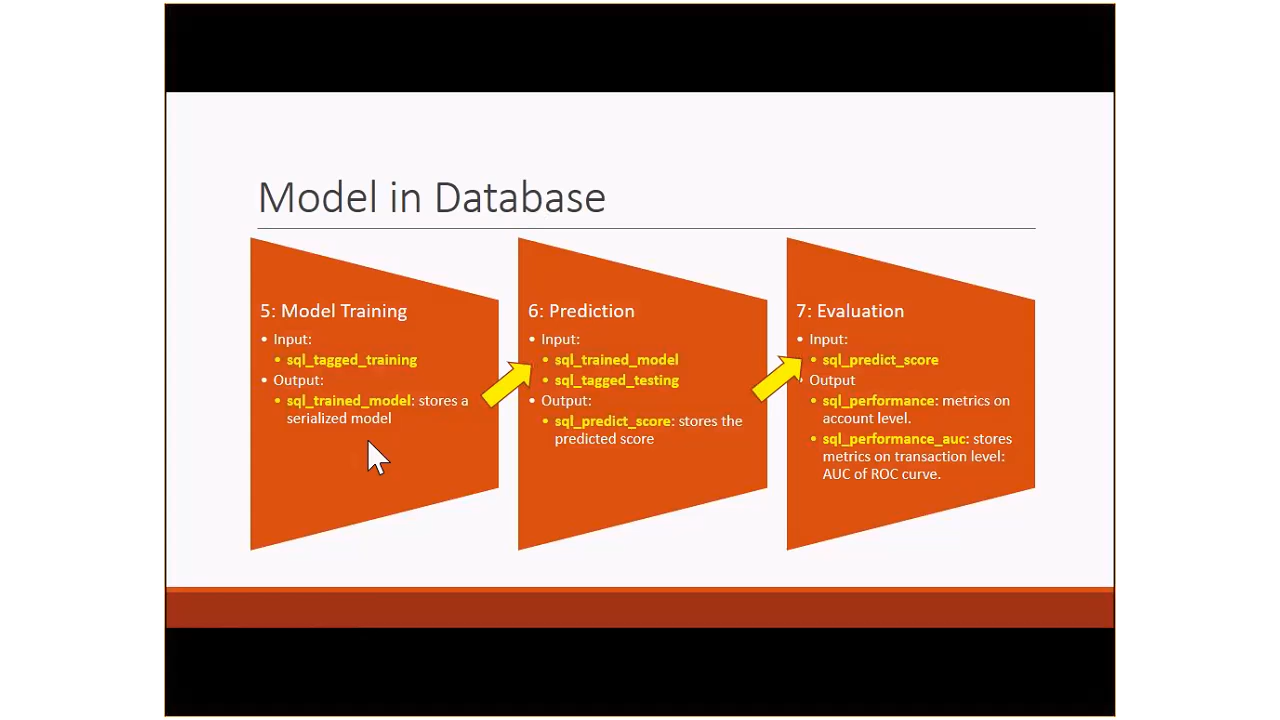 Model in Database
5: Model Training
• Input:
• sql_tagged_training
• Output:
• sql_trained_model: stores a
serialized model
6: Prediction
• Input:
• sql_trained_model
• sql_tagged_testing
• Output:
• sql_predict_score: stores the
predicted score
7: Evaluation
• Input:
• sql_predict_score
• Output
• sql_performance: metrics on
account level.
• sql_performance_auc: stores
metrics on transaction level:
AUC of ROC curve.